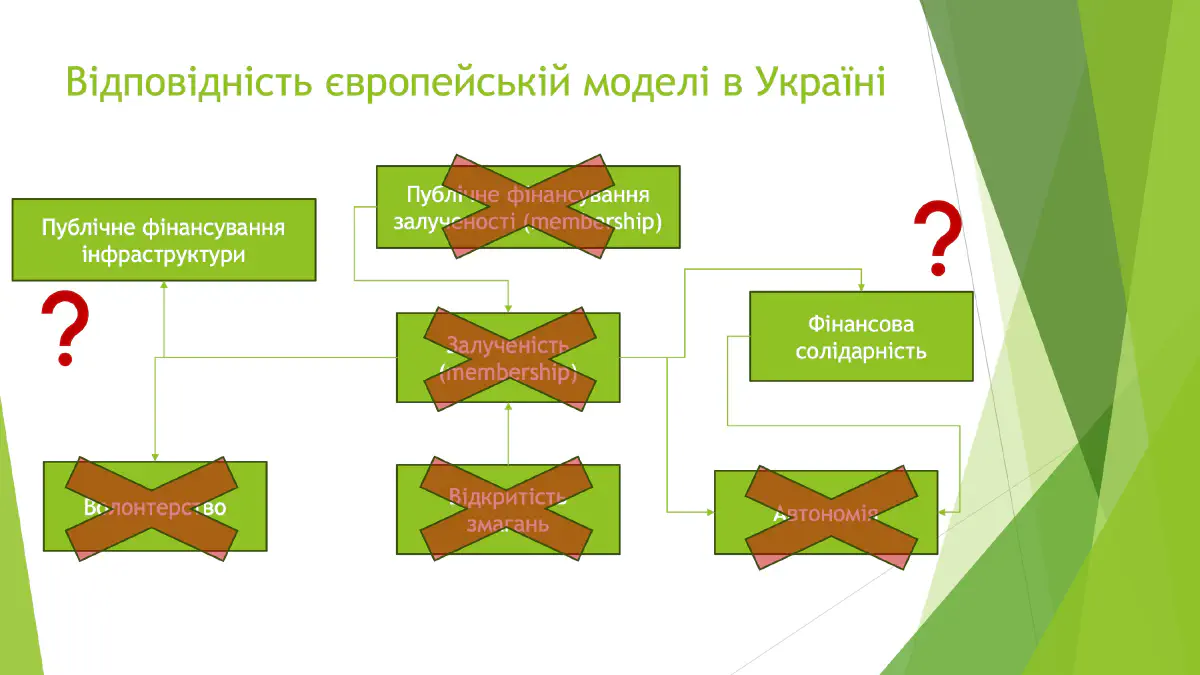 Відповідність європейській моделі в Україні
Публічне фінансування
залученості (membership)
Публічне фінансування
інфраструктури
?
?
Залученість
(membership)
Фінансова
солідарність
Волонтерство
Відкритість
змагань
Автономія